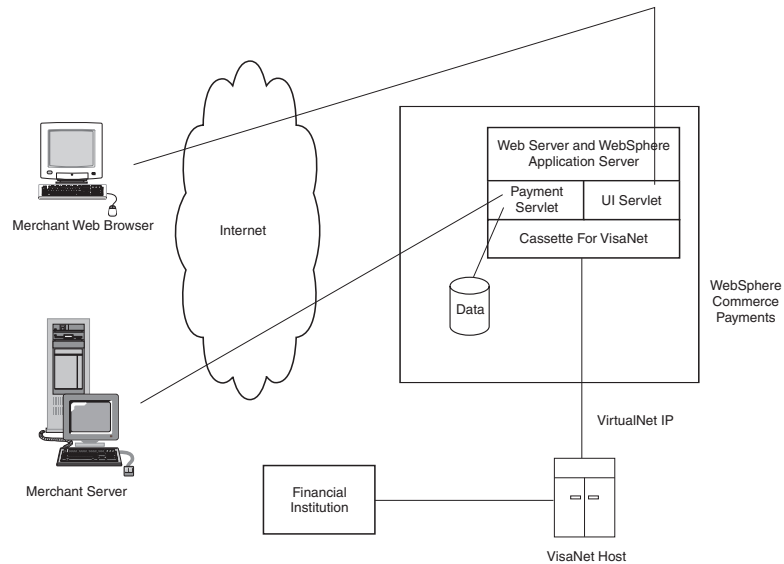 Web Server and WebSphere
Application Server
Payment
Servlet
UI Servlet
Merchant Web Browser
Internet
Cassette For VisaNet
Data
WebSphere
Commerce
Payments
VirtualNet IP
Merchant Server
Financial
Institution
VisaNet Host